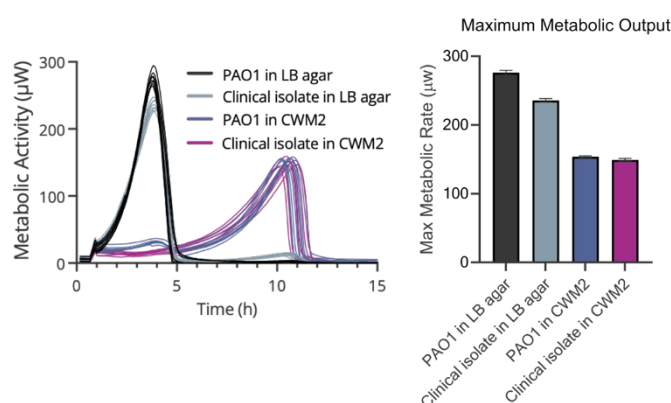 Maximum Metabolic Output
300
200
100
0
Metabolic Activity (µW)
PAO1 in LB agar
Clinical isolate in LB agar
PAO1 in CWM2
Clinical isolate in CWM2
0
5
10
15
Time (h)
300
200
100
0
Max Metabolic Rate (µw)
PAO1 in LB agar
Clinical isolate in LB agar
PAO1 in CWM2
Clinical isolate in CWM2